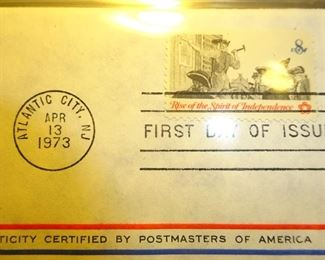 8¢
Rise of the Spirit of Independence
ATLANTIC CITY, NJ
APR
13
1973
FIRST DAY OF ISSU
TICITY CERTIFIED BY POSTMASTERS OF AMERICA